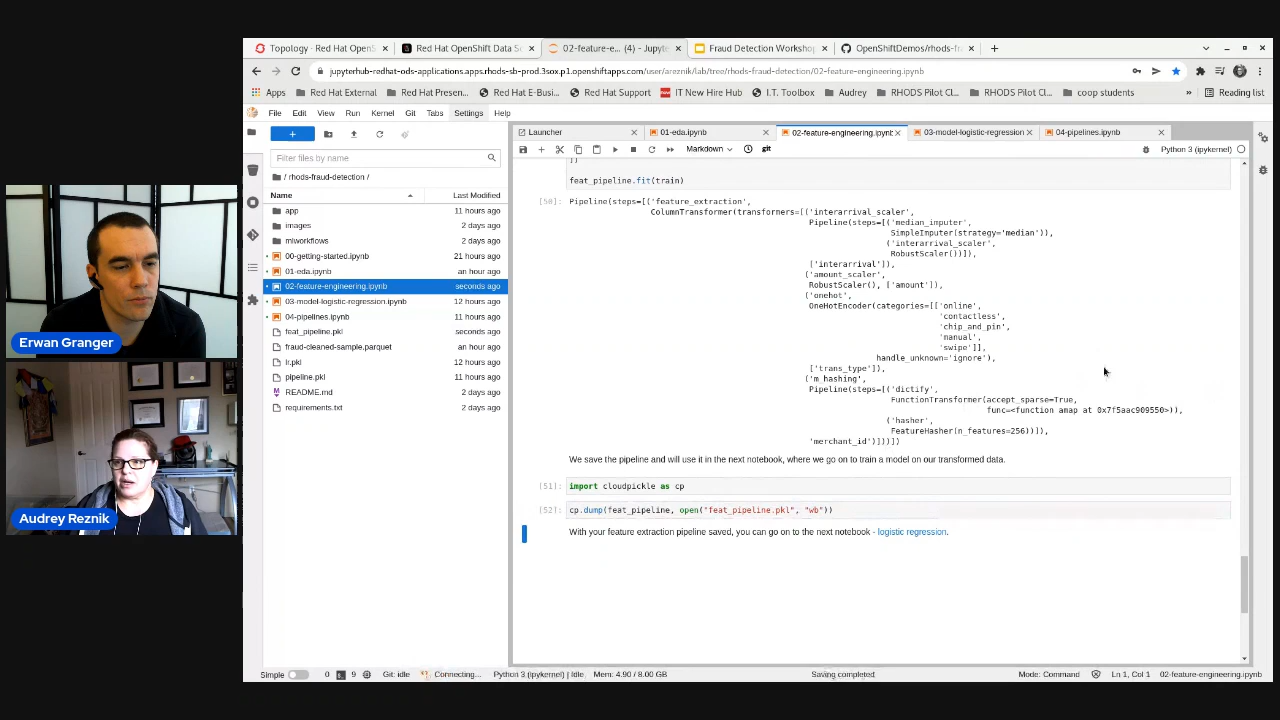 Topology · Red Hat OpenS
Red Hat OpenShift Data Sc
02-feature-e... (4) - Jupyte
Fraud Detection Workshop
OpenShiftDemos/rhods-fra
jupyterhub-redhat-ods-applications.apps.rhods-sb-prod.3sox.p1.openshiftapps.com/user/areznik/lab/tree/rhods-fraud-detection/02-feature-engineering.ipynb
Apps
Red Hat External
Red Hat Presen...
Red Hat E-Busi...
Red Hat Support
IT New Hire Hub
I.T. Toolbox
Audrey
RHODS Pilot Cl...
RHODS Pilot Cl...
coop students
»
Reading list
File Edit View Run Kernel Git Tabs Settings Help
Launcher
01-eda.ipynb
02-feature-engineering.ipynb
03-model-logistic-regression
04-pipelines.ipynb
Markdown
git
Python 3 (ipykernel)
Filter files by name
/ rhods-fraud-detection /
Name Last Modified
app 11 hours ago
images 2 days ago
mlworkflows 2 days ago
00-getting-started.ipynb 21 hours ago
01-eda.ipynb an hour ago
02-feature-engineering.ipynb seconds ago
03-model-logistic-regression.ipynb 12 hours ago
04-pipelines.ipynb 11 hours ago
feat_pipeline.pkl seconds ago
fraud-cleaned-sample.parquet an hour ago
lr.pkl 12 hours ago
pipeline.pkl 11 hours ago
README.md 2 days ago
requirements.txt 2 days ago
])
feat_pipeline.fit(train)
[50]: Pipeline(steps=[('feature_extraction',
ColumnTransformer(transformers=[('interarrival_scaler',
Pipeline(steps=[('median_imputer',
SimpleImputer(strategy='median')),
('interarrival_scaler',
RobustScaler())]),
['interarrival']),
('amount_scaler',
RobustScaler(), ['amount']),
('onehot',
OneHotEncoder(categories=[['online',
'contactless',
'chip_and_pin',
'manual',
'swipe']],
handle_unknown='ignore'),
['trans_type']),
('m_hashing',
Pipeline(steps=[('dictify',
FunctionTransformer(accept_sparse=True,
func=<function amap at 0x7f5aac909550>)),
('hasher',
FeatureHasher(n_features=256))]),
'merchant_id')]))])
We save the pipeline and will use it in the next notebook, where we go on to train a model on our transformed data.
[51]: import cloudpickle as cp
[52]: cp.dump(feat_pipeline, open("feat_pipeline.pkl", "wb"))
With your feature extraction pipeline saved, you can go on to the next notebook - logistic regression.
Erwan Granger
Audrey Reznik
Simple 0 9 Git: idle Connecting... Python 3 (ipykernel) | Idle Mem: 4.90 / 8.00 GB Saving completed Mode: Command Ln 1, Col 1 02-feature-engineering.ipynb